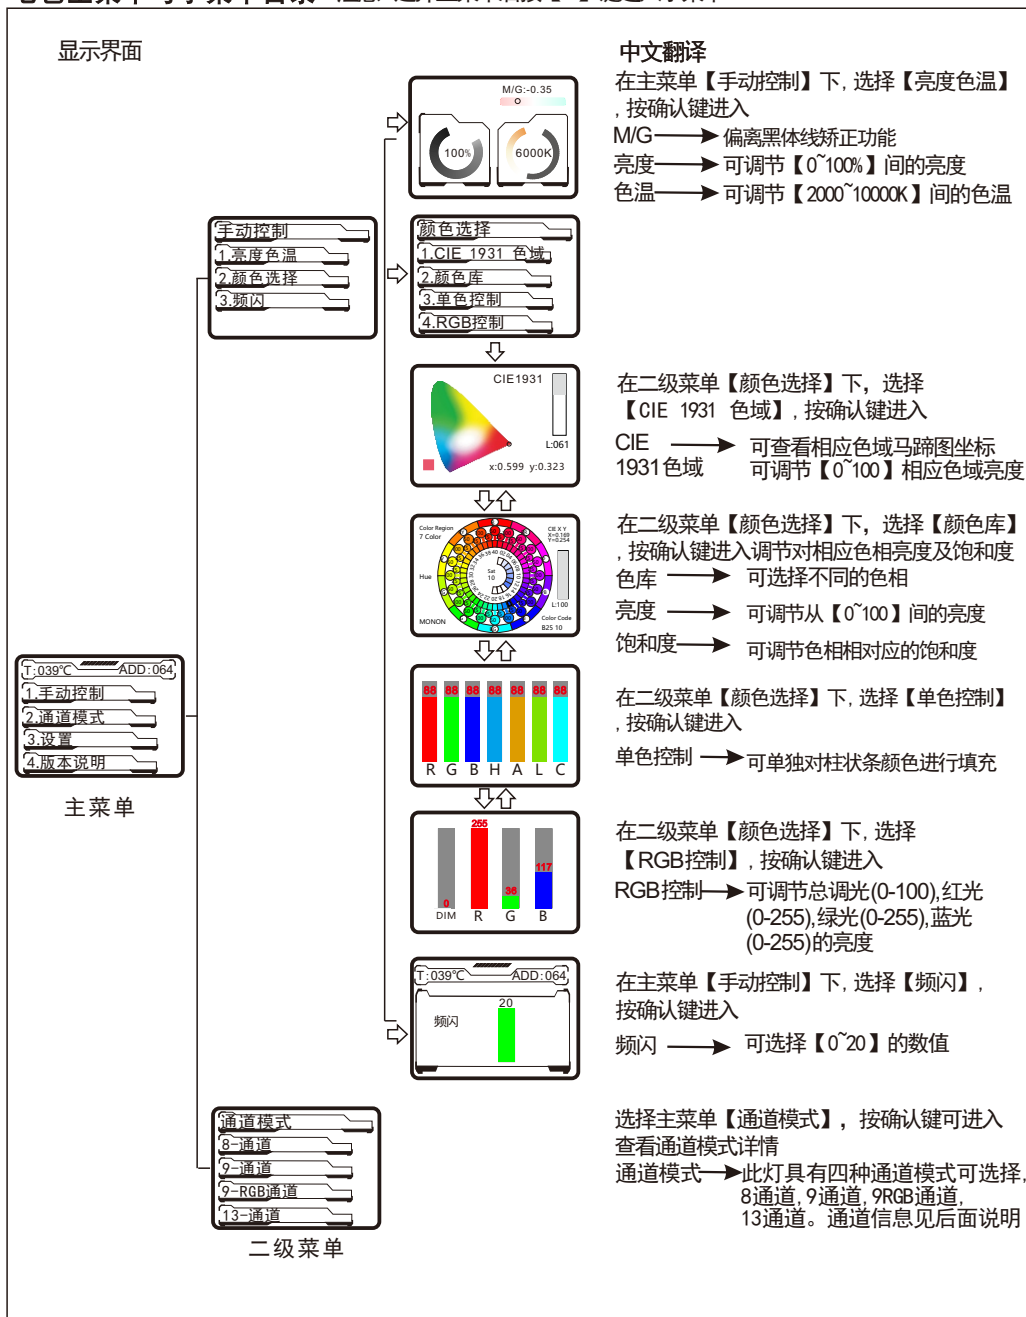 显示界面
中文翻译
M/G:-0.35
100%
6000K
在主菜单【手动控制】下,选择【亮度色温】
,按确认键进入
M/G 偏离黑体线矫正功能
亮度 可调节【0~100%】间的亮度
色温 可调节【2000~10000K】间的色温
手动控制
1.亮度色温
2.颜色选择
3.频闪
颜色选择
1.CIE 1931 色域
2.颜色库
3.单色控制
4.RGB控制
CIE1931
L:061
x:0.599 y:0.323
在二级菜单【颜色选择】下，选择
【CIE 1931 色域】,按确认键进入
CIE 可查看相应色域马蹄图坐标
1931色域 可调节【0~100】相应色域亮度
Color Region
7 Color
CIE X Y
X=0.169
Y=0.254
Hue
Sat
10
L:100
MONON
Color Code
B25 10
在二级菜单【颜色选择】下，选择【颜色库】
,按确认键进入调节对相应色相亮度及饱和度
色库 可选择不同的色相
亮度 可调节从【0~100】间的亮度
饱和度 可调节色相相对应的饱和度
T:039℃ ADD:064
1.手动控制
2.通道模式
3.设置
4.版本说明
主菜单
88 88 88 88 88 88 88
R G B H A L C
在二级菜单【颜色选择】下,选择【单色控制】
,按确认键进入
单色控制 可单独对柱状条颜色进行填充
255
117
36
0
DIM R G B
在二级菜单【颜色选择】下,选择
【RGB控制】,按确认键进入
RGB控制 可调节总调光(0-100),红光
(0-255),绿光(0-255),蓝光
(0-255)的亮度
T:039℃ ADD:064
20
频闪
在主菜单【手动控制】下,选择【频闪】,
按确认键进入
频闪 可选择【0~20】的数值
通道模式
8-通道
9-通道
9-RGB通道
13-通道
二级菜单
选择主菜单【通道模式】，按确认键可进入
查看通道模式详情
通道模式 此灯具有四种通道模式可选择,
8通道,9通道,9RGB通道,
13通道。通道信息见后面说明